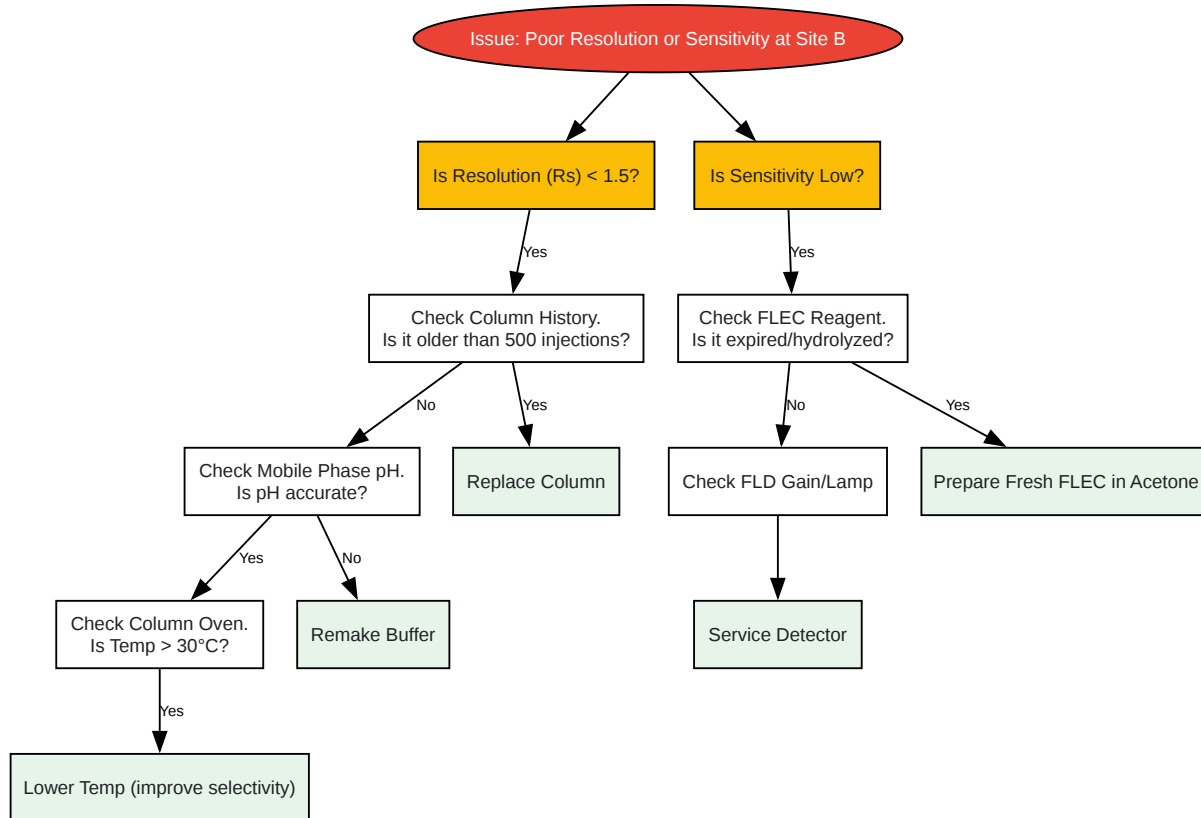 Issue: Poor Resolution or Sensitivity at Site B
Is Resolution (Rs) < 1.5?
Is Sensitivity Low?
Yes
Yes
Check Column History.
Is it older than 500 injections?
Check FLEC Reagent.
Is it expired/hydrolyzed?
No
Yes
No
Yes
Check Mobile Phase pH.
Is pH accurate?
Replace Column
Check FLD Gain/Lamp
Prepare Fresh FLEC in Acetone
Yes
No
Check Column Oven.
Is Temp > 30°C?
Remake Buffer
Service Detector
Yes
Lower Temp (improve selectivity)